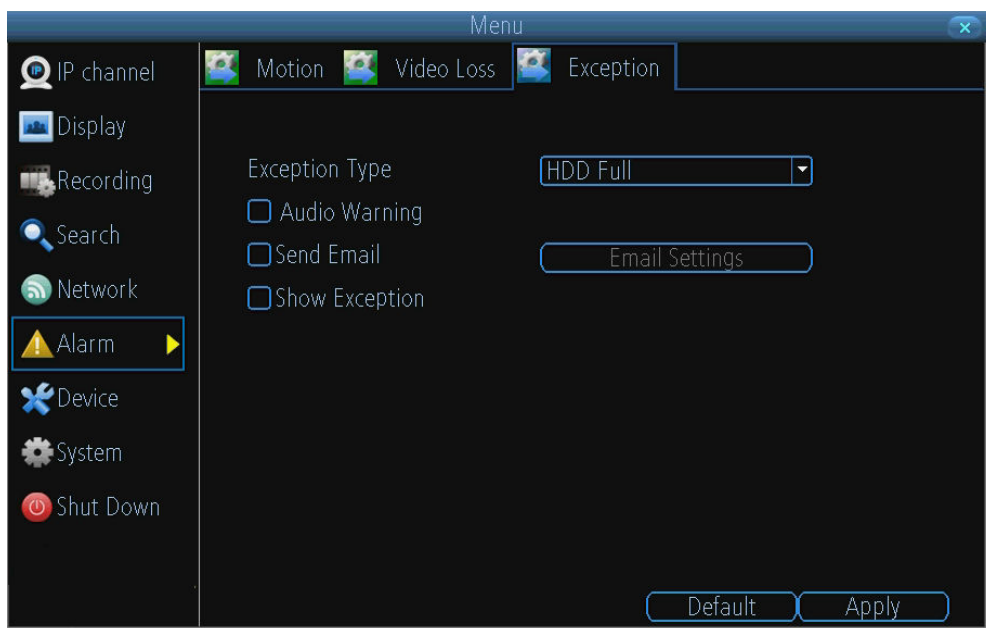 Menu
IP channel
Display
Recording
Search
Network
Alarm
Device
System
Shut Down
Motion Video Loss Exception
Exception Type HDD Full
Audio Warning
Send Email Email Settings
Show Exception
Default Apply